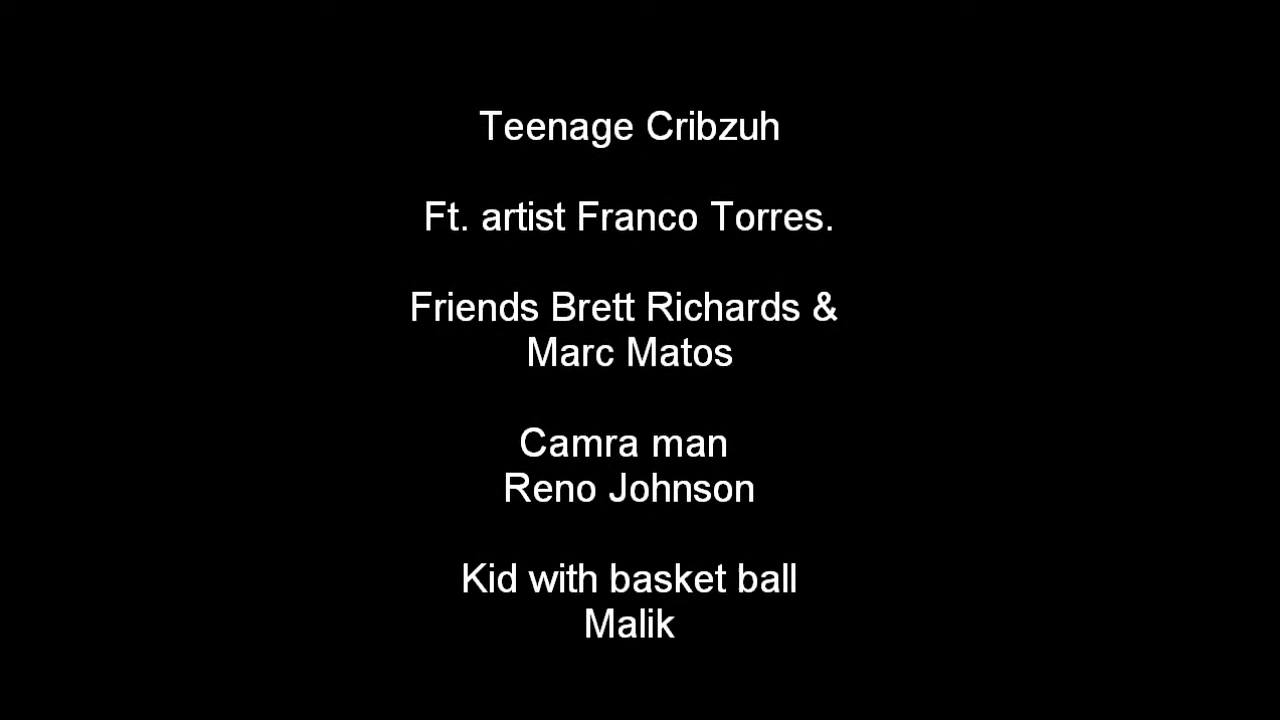 Teenage Cribzuh
Ft. artist Franco Torres.
Friends Brett Richards &
Marc Matos
Camra man
Reno Johnson
Kid with basket ball
Malik